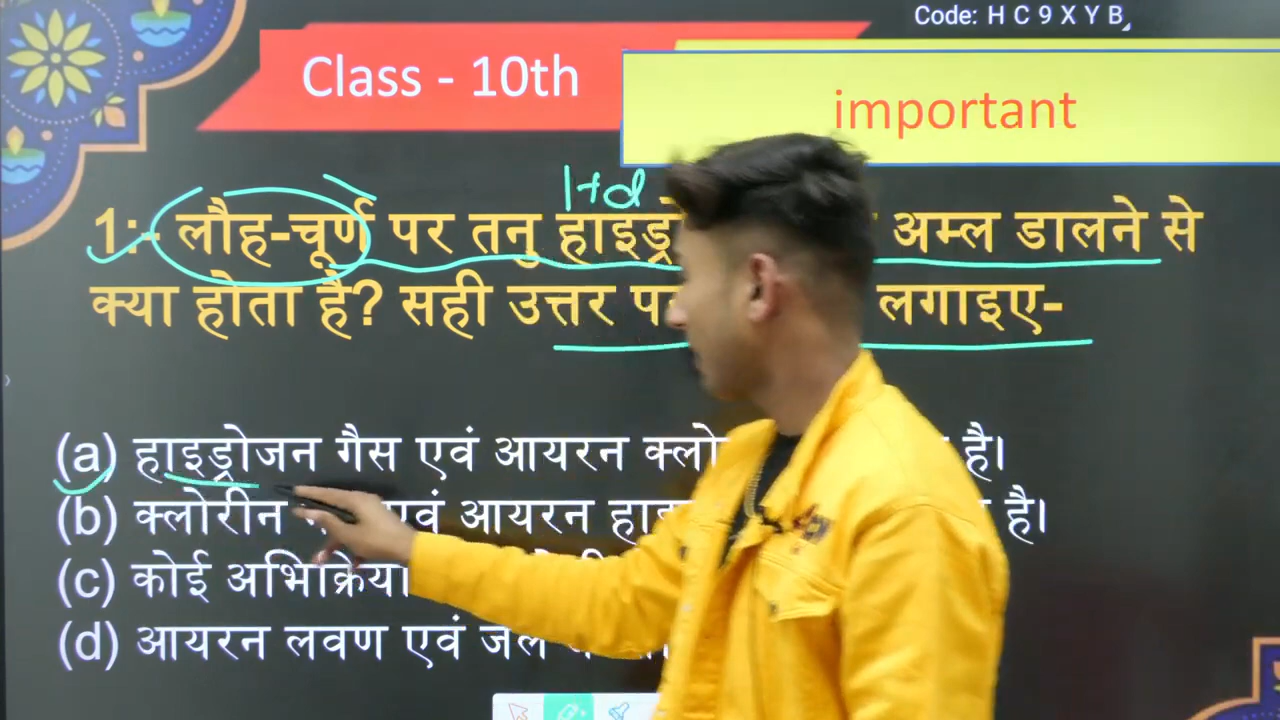 Code: H C 9 X Y B
Class - 10th
important
Hcl
1:- लौह-चूर्ण पर तनु अम्ल डालने से
क्या होता है? सही उत्तर लगाइए-
(a) हाइड्रोजन गैस एवं आयरन है।
(b) क्लोरीन एवं आयरन है।
(c) कोई अभिक्रिया
(d) आयरन लवण एवं जल